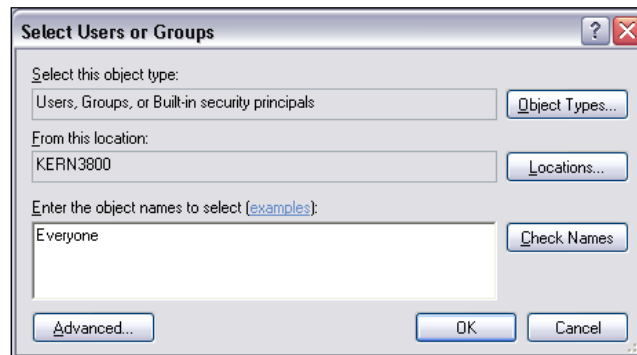 Select Users or Groups
Select this object type:
Users, Groups, or Built-in security principals
Object Types...
From this location:
KERN3800
Locations...
Enter the object names to select (examples):
Everyone
Check Names
Advanced...
OK
Cancel